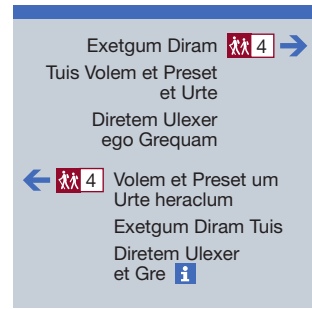 Exetgum Diram 4
Tuis Volem et Preset
et Urte
Diretem Ulexer
ego Grequam
4 Volem et Preset um
Urte heraclum
Exetgum Diram Tuis
Diretem Ulexer
et Gre i